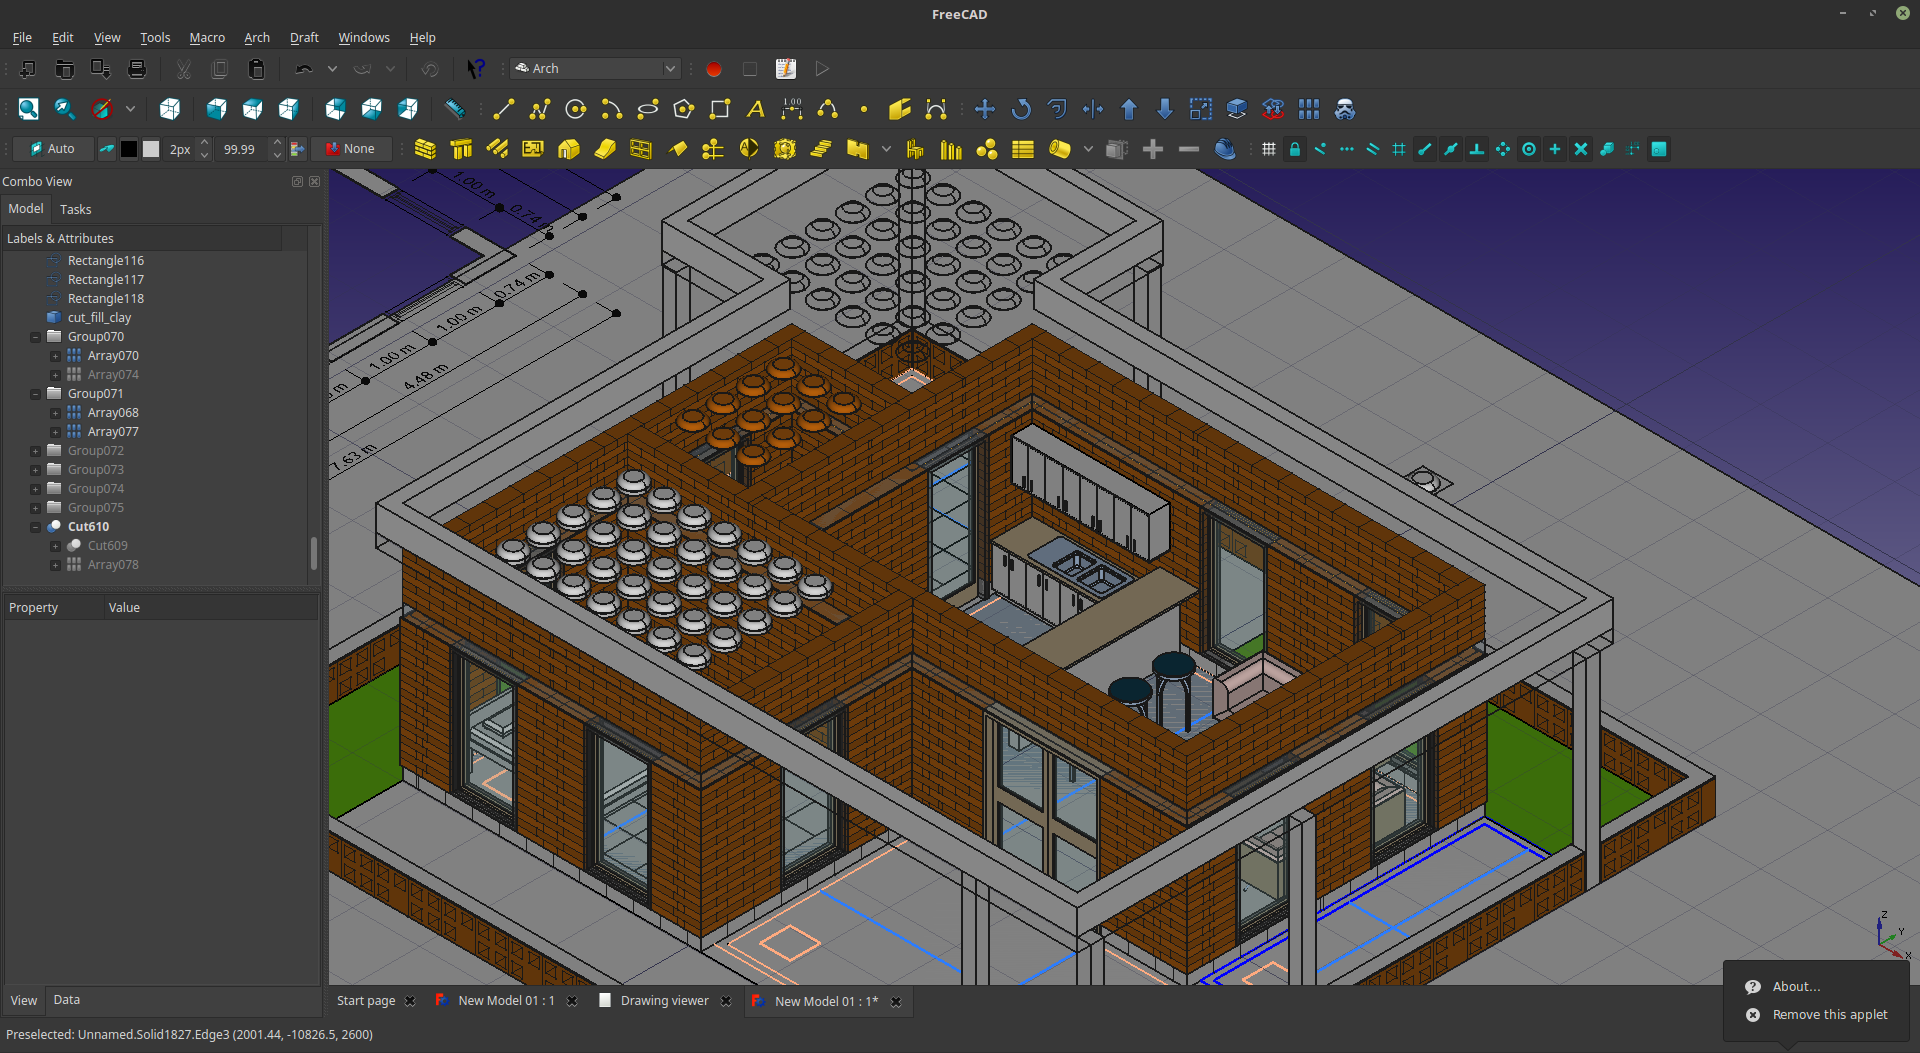 FreeCAD
File Edit View Tools Macro Arch Draft Windows Help
Arch
1.00
Auto 2px 99.99 None
Combo View
Model Tasks
Labels & Attributes
Rectangle116
Rectangle117
Rectangle118
cut_fill_clay
Group070
Array070
Array074
Group071
Array068
Array077
Group072
Group073
Group074
Group075
Cut610
Cut609
Array078
Property Value
View Data
1.00 m
0.74
0.74 m
1.00 m
1.00 m
4.48 m
7.63 m
Z
Y
X
Start page New Model 01 : 1 Drawing viewer New Model 01 : 1*
About...
Remove this applet
Preselected: Unnamed.Solid1827.Edge3 (2001.44, -10826.5, 2600)